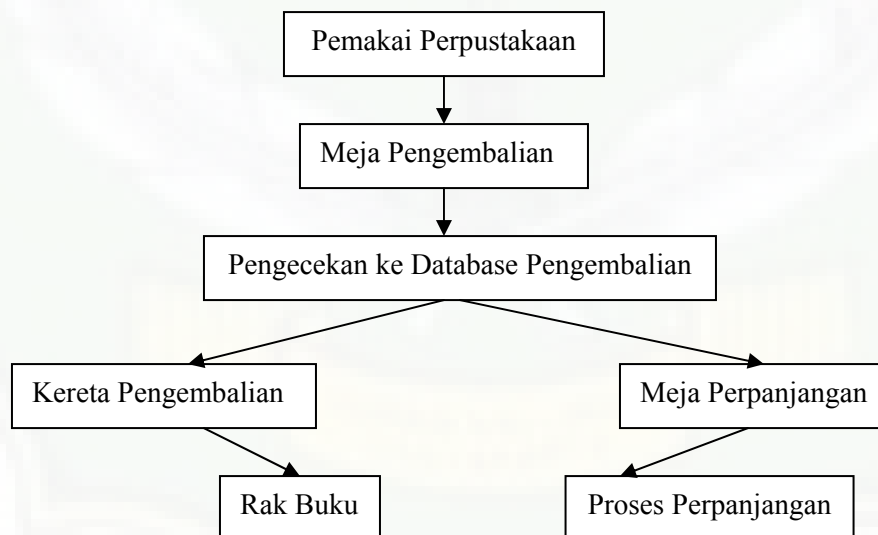 Pemakai Perpustakaan
Meja Pengembalian
Pengecekan ke Database Pengembalian
Kereta Pengembalian
Meja Perpanjangan
Rak Buku
Proses Perpanjangan